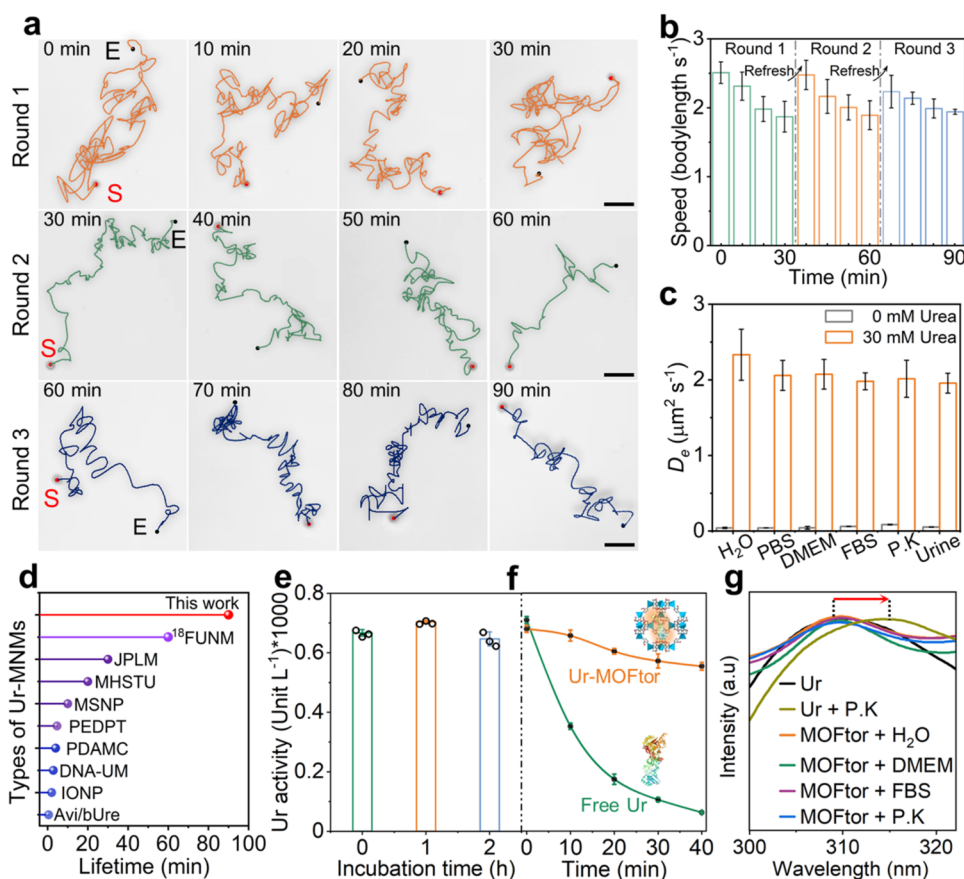 a
0 min
E
10 min
20 min
30 min
S
Round 1
30 min
E
40 min
50 min
60 min
S
Round 2
60 min
70 min
80 min
90 min
S
E
Round 3
b
Round 1
Round 2
Round 3
Refresh
Refresh
3
2
1
0
Speed (bodylength s⁻¹)
0
30
60
90
Time (min)
c
0 mM Urea
30 mM Urea
3
2
1
0
Dₑ (μm² s⁻¹)
H₂O
PBS
DMEM
FBS
P.K
Urine
d
This work
¹⁸FUNM
JPLM
MHSTU
MSNP
PEDPT
PDAMC
DNA-UM
IONP
Avi/bUre
Types of Ur-MNMs
0
30
60
90
Lifetime (min)
e
0.8
0.6
0.4
0.2
0
Ur activity (Unit L⁻¹)*1000
0
1
2
Incubation time (h)
f
Ur-MOFtor
Free Ur
0
10
20
30
40
Time (min)
g
Ur
Ur + P.K
MOFtor + H₂O
MOFtor + DMEM
MOFtor + FBS
MOFtor + P.K
Intensity (a.u)
300
310
320
Wavelength (nm)